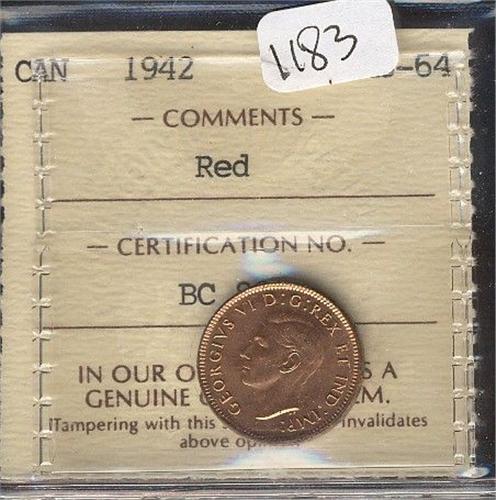 CAN 1942 -64
1183
— COMMENTS —
Red
— CERTIFICATION NO. —
BC
GEORGIVS VI D:G:REX ET IND:IMP:
IN OUR O S A
GENUINE M.
Tampering with this invalidates
above op